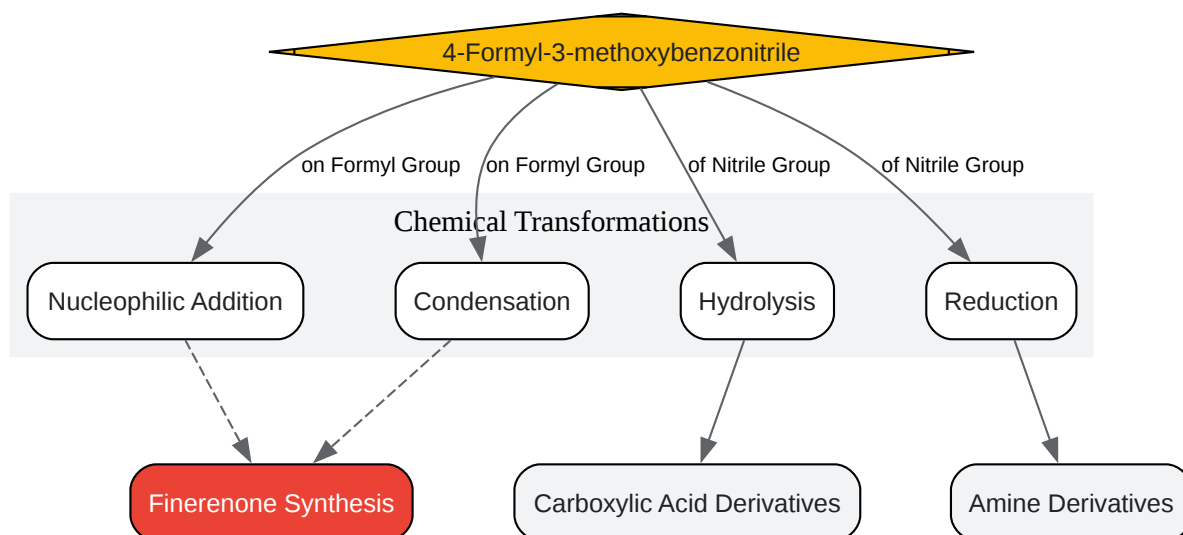 4-Formyl-3-methoxybenzonitrile
on Formyl Group
on Formyl Group
of Nitrile Group
of Nitrile Group
Chemical Transformations
Nucleophilic Addition
Condensation
Hydrolysis
Reduction
Finerenone Synthesis
Carboxylic Acid Derivatives
Amine Derivatives